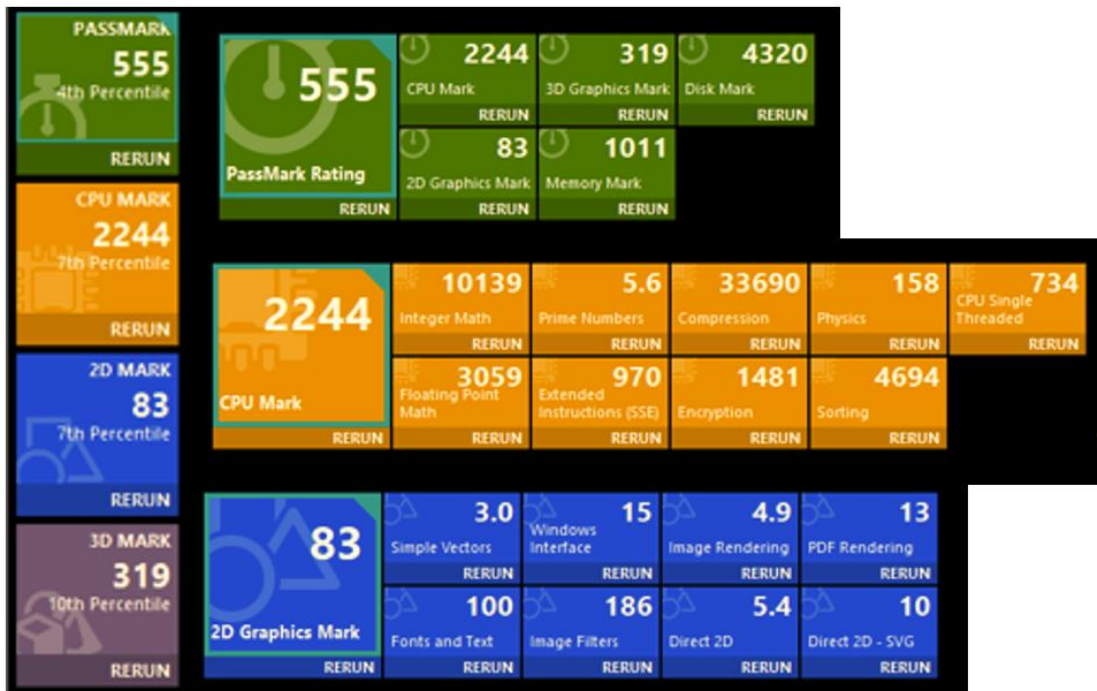 PASSMARK
555
4th Percentile
RERUN
CPU MARK
2244
7th Percentile
RERUN
2D MARK
83
7th Percentile
RERUN
3D MARK
319
10th Percentile
RERUN
555
PassMark Rating
RERUN
2244
CPU Mark
RERUN
319
3D Graphics Mark
RERUN
4320
Disk Mark
RERUN
83
2D Graphics Mark
RERUN
1011
Memory Mark
RERUN
2244
CPU Mark
RERUN
10139
Integer Math
RERUN
5.6
Prime Numbers
RERUN
33690
Compression
RERUN
158
Physics
RERUN
734
CPU Single
Threaded
RERUN
3059
Floating Point
Math
RERUN
970
Extended
Instructions (SSE)
RERUN
1481
Encryption
RERUN
4694
Sorting
RERUN
83
2D Graphics Mark
RERUN
3.0
Simple Vectors
RERUN
15
Windows
Interface
RERUN
4.9
Image Rendering
RERUN
13
PDF Rendering
RERUN
100
Fonts and Text
RERUN
186
Image Filters
RERUN
5.4
Direct 2D
RERUN
10
Direct 2D - SVG
RERUN